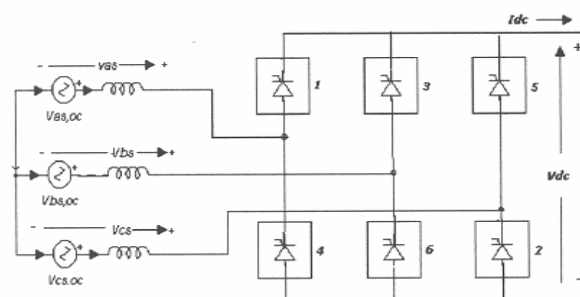 Idc
- vas +
1
3
5
+
Vas,oc
+
- Vbs +
Vdc
Vbs,oc
+
- Vcs +
4
6
2
Vcs,oc
+
-